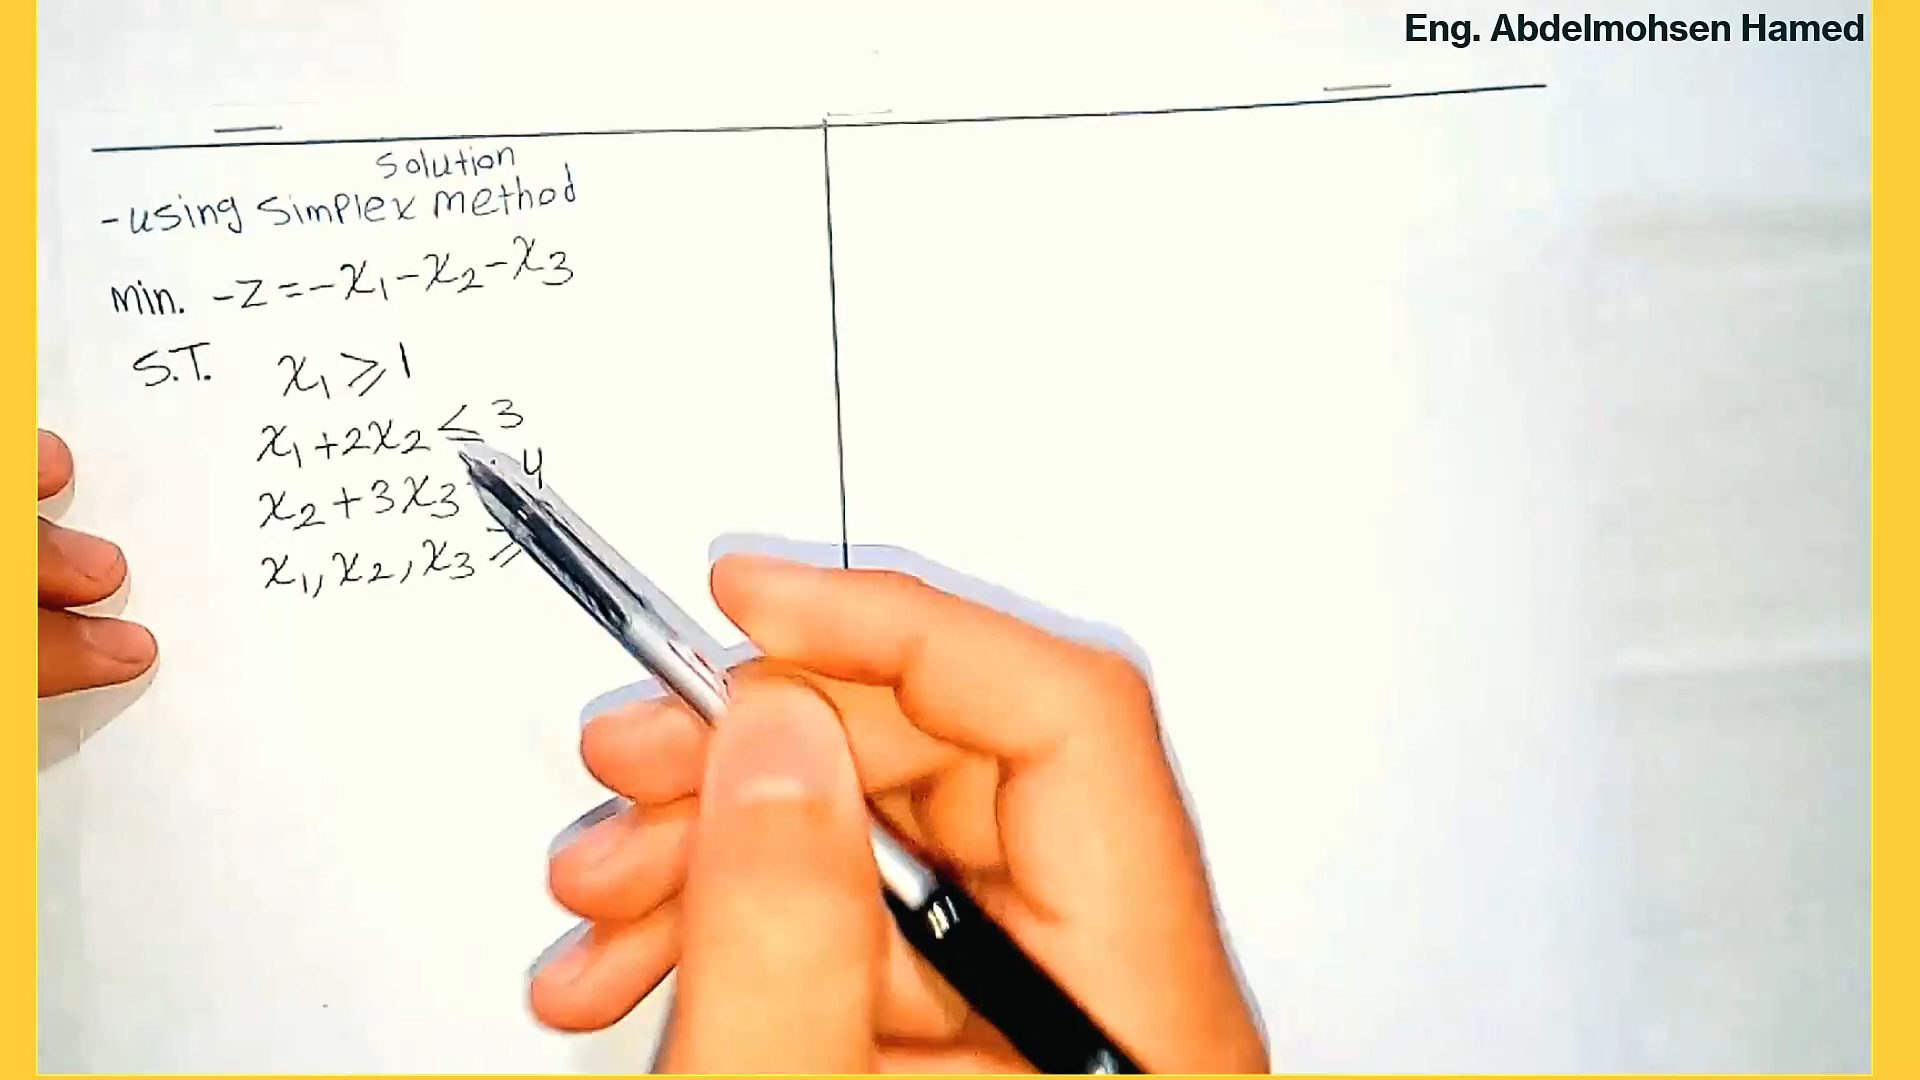 Eng. Abdelmohsen Hamed
Solution
-using Simplex method
Min. -Z=-x₁-x₂-x₃
S.T. x₁⩾1
x₁+2x₂≤3
x₂+3x₃ 4
x₁,x₂,x₃⩾